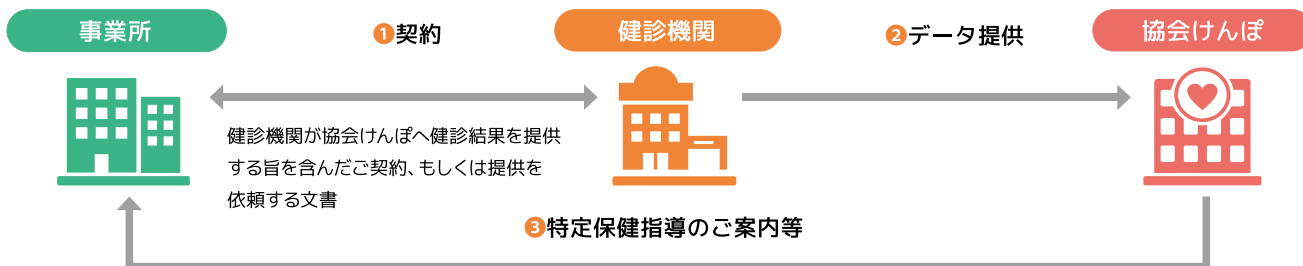 事業所
❶契約
健診機関
❷データ提供
協会けんぽ
健診機関が協会けんぽへ健診結果を提供
する旨を含んだご契約、もしくは提供を
依頼する文書
❸特定保健指導のご案内等